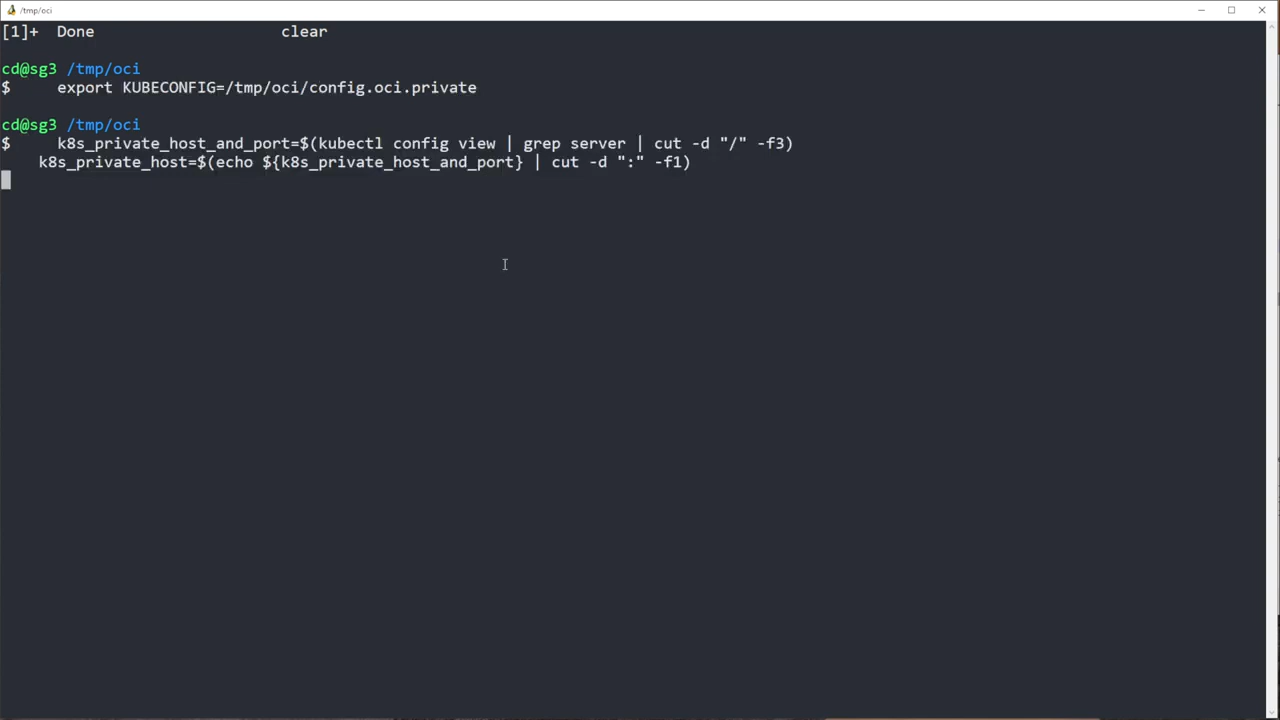 /tmp/oci
[1]+  Done                    clear
cd@sg3 /tmp/oci
$     export KUBECONFIG=/tmp/oci/config.oci.private
cd@sg3 /tmp/oci
$     k8s_private_host_and_port=$(kubectl config view | grep server | cut -d "/" -f3)
    k8s_private_host=$(echo ${k8s_private_host_and_port} | cut -d ":" -f1)